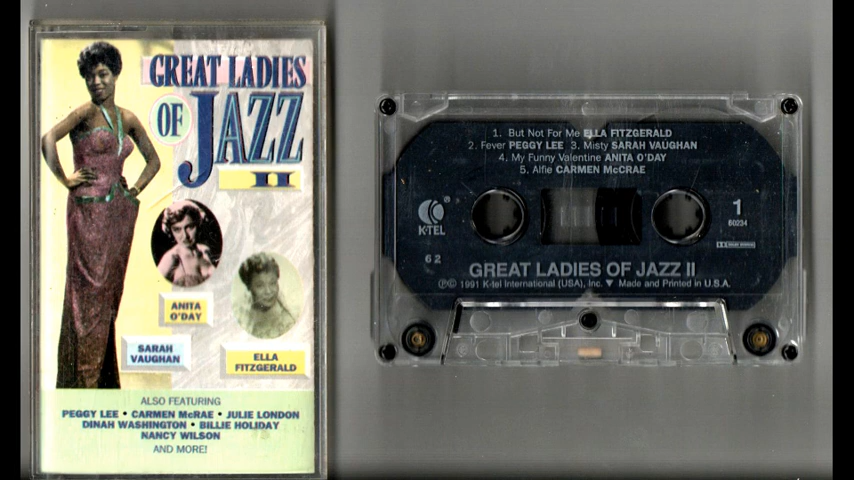 GREAT LADIES
OF JAZZ
II
ANITA
O'DAY
SARAH
VAUGHAN
ELLA
FITZGERALD
ALSO FEATURING
PEGGY LEE • CARMEN McRAE • JULIE LONDON
DINAH WASHINGTON • BILLIE HOLIDAY
NANCY WILSON
AND MORE!
1. But Not For Me ELLA FITZGERALD
2. Fever PEGGY LEE 3. Misty SARAH VAUGHAN
4. My Funny Valentine ANITA O'DAY
5. Alfie CARMEN McCRAE
K-TEL®
1
60234
6 2
GREAT LADIES OF JAZZ II
℗© 1991 K-tel International (USA), Inc. ▼ Made and Printed in U.S.A.